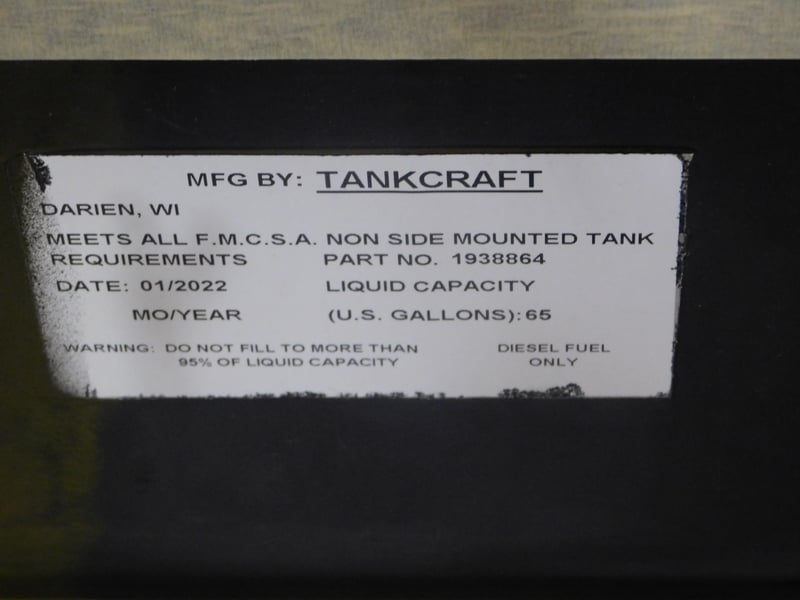 MFG BY: TANKCRAFT
DARIEN, WI
MEETS ALL F.M.C.S.A. NON SIDE MOUNTED TANK
REQUIREMENTS PART NO. 1938864
DATE: 01/2022 LIQUID CAPACITY
MO/YEAR (U.S. GALLONS): 65
WARNING: DO NOT FILL TO MORE THAN DIESEL FUEL
95% OF LIQUID CAPACITY ONLY